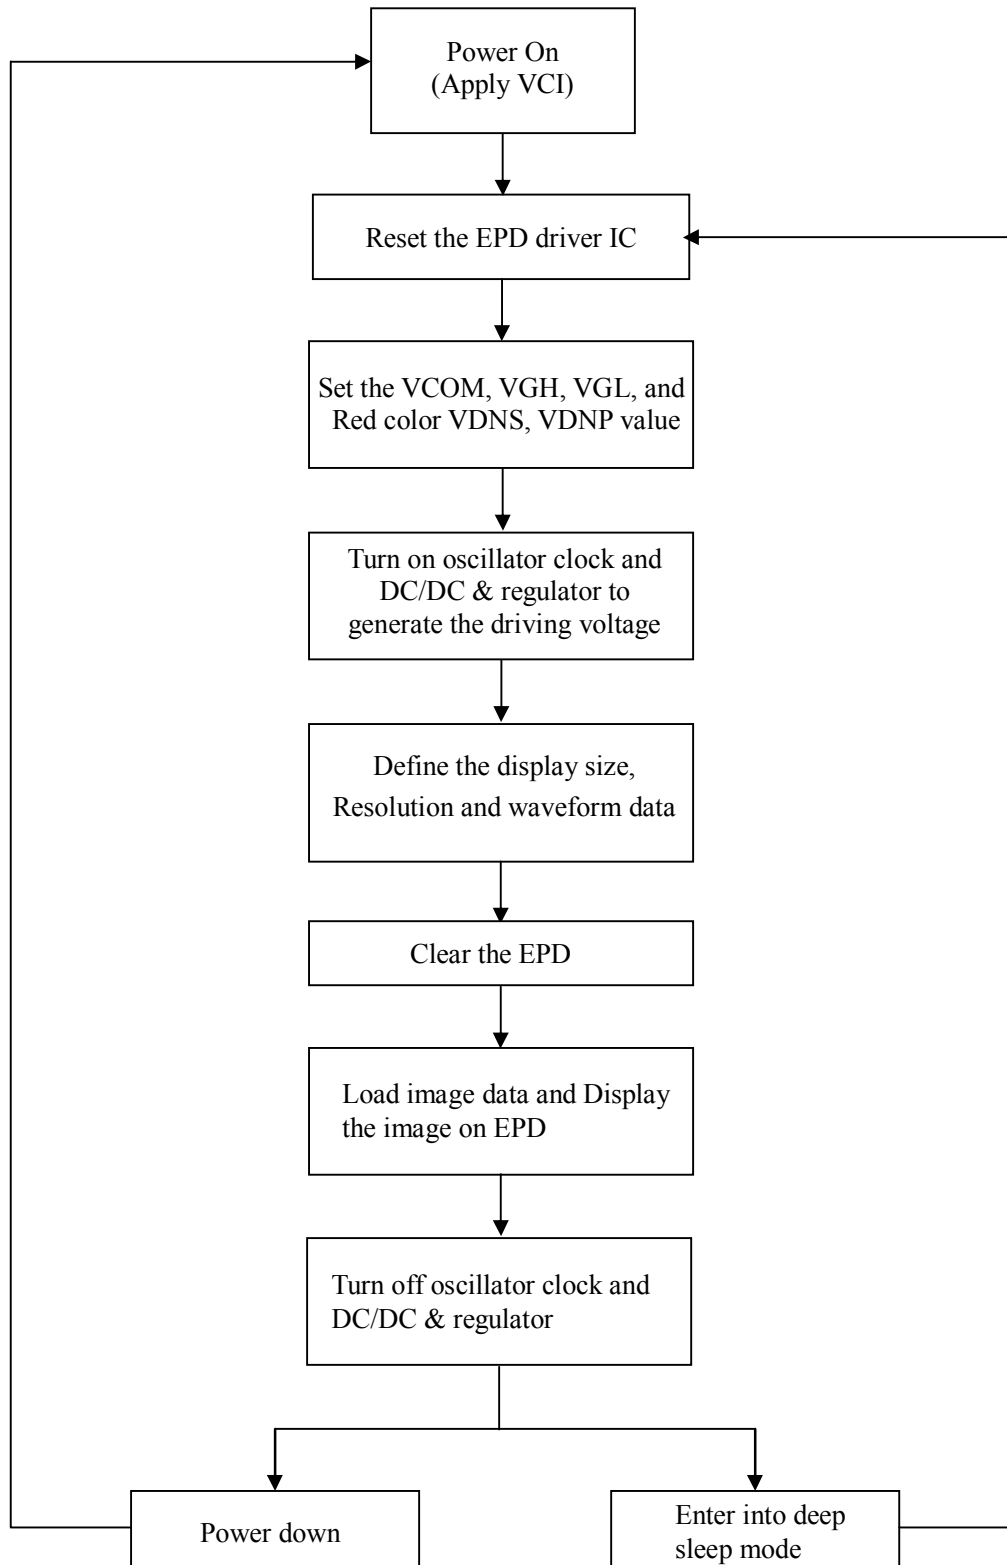 Power On
(Apply VCI)
Reset the EPD driver IC
Set the VCOM, VGH, VGL, and
Red color VDNS, VDNP value
Turn on oscillator clock and
DC/DC & regulator to
generate the driving voltage
Define the display size,
Resolution and waveform data
Clear the EPD
Load image data and Display
the image on EPD
Turn off oscillator clock and
DC/DC & regulator
Power down
Enter into deep
sleep mode